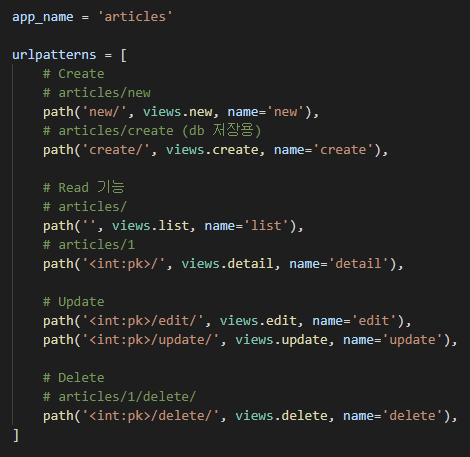 app_name = 'articles'
urlpatterns = [
# Create
# articles/new
path('new/', views.new, name='new'),
# articles/create (db 저장용)
path('create/', views.create, name='create'),
# Read 기능
# articles/
path('', views.list, name='list'),
# articles/1
path('<int:pk>/', views.detail, name='detail'),
# Update
path('<int:pk>/edit/', views.edit, name='edit'),
path('<int:pk>/update/', views.update, name='update'),
# Delete
# articles/1/delete/
path('<int:pk>/delete/', views.delete, name='delete'),
]